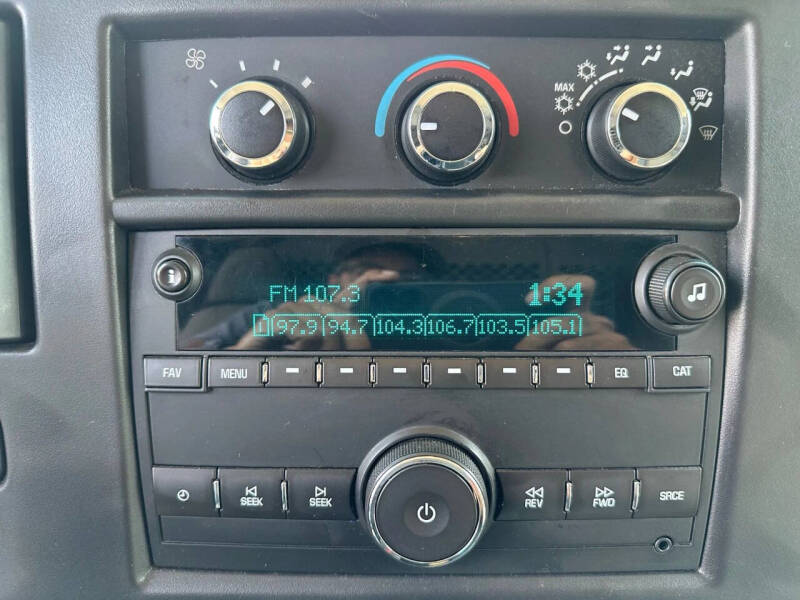 MAX
FM 107.3 1:34
1 97.9 94.7 104.3 106.7 103.5 105.1
FAV MENU EQ CAT
SEEK SEEK REV FWD SRCE